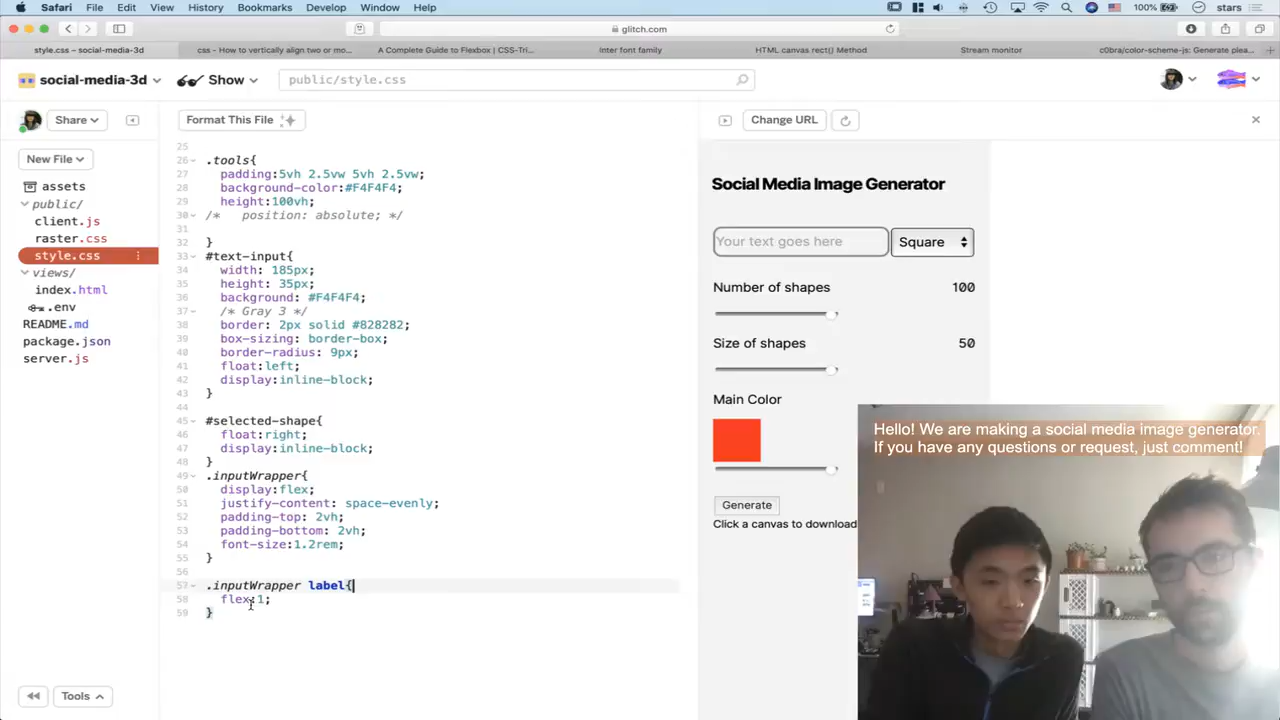 Safari File Edit View History Bookmarks Develop Window Help 100% stars
glitch.com
style.css – social-media-3d css - How to vertically align two or mo... A Complete Guide to Flexbox | CSS-Tri... Inter font family HTML canvas rect() Method Stream monitor c0bra/color-scheme-js: Generate plea...
social-media-3d Show public/style.css
Share Format This File Change URL
New File
assets
public/
client.js
raster.css
style.css
views/
index.html
.env
README.md
package.json
server.js
Tools
25
26 .tools{
27 padding:5vh 2.5vw 5vh 2.5vw;
28 background-color:#F4F4F4;
29 height:100vh;
30 /* position: absolute; */
31
32 }
33 #text-input{
34 width: 185px;
35 height: 35px;
36 background: #F4F4F4;
37 /* Gray 3 */
38 border: 2px solid #828282;
39 box-sizing: border-box;
40 border-radius: 9px;
41 float:left;
42 display:inline-block;
43 }
44
45 #selected-shape{
46 float:right;
47 display:inline-block;
48 }
49 .inputWrapper{
50 display:flex;
51 justify-content: space-evenly;
52 padding-top: 2vh;
53 padding-bottom: 2vh;
54 font-size:1.2rem;
55 }
56
57 .inputWrapper label{
58 flex:1;
59 }
Social Media Image Generator
Your text goes here Square
Number of shapes 100
Size of shapes 50
Main Color
Generate
Click a canvas to download
Hello! We are making a social media image generator.
If you have any questions or request, just comment!